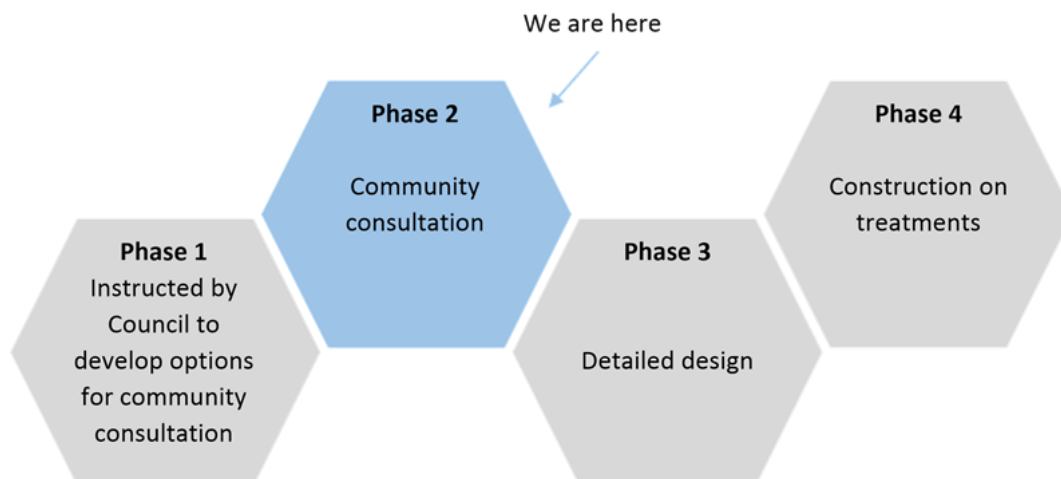 We are here
Phase 1
Instructed by
Council to
develop options
for community
consultation
Phase 2
Community
consultation
Phase 3
Detailed design
Phase 4
Construction on
treatments